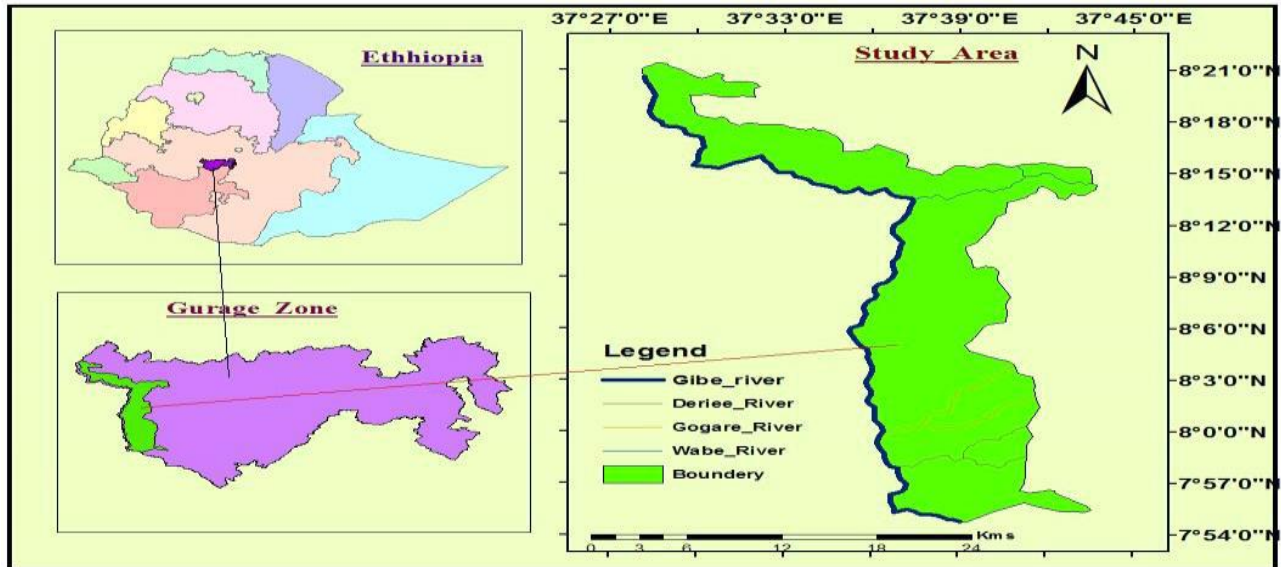 37°27'0"E 37°33'0"E 37°39'0"E 37°45'0"E
Ethhiopia
Study_Area
N
8°21'0"N
8°18'0"N
8°15'0"N
8°12'0"N
8°9'0"N
8°6'0"N
8°3'0"N
8°0'0"N
7°57'0"N
7°54'0"N
Gurage Zone
Legend
Gibe_river
Deriee_River
Gogare_River
Wabe_River
Boundery
Kms
0 3 6 12 18 24